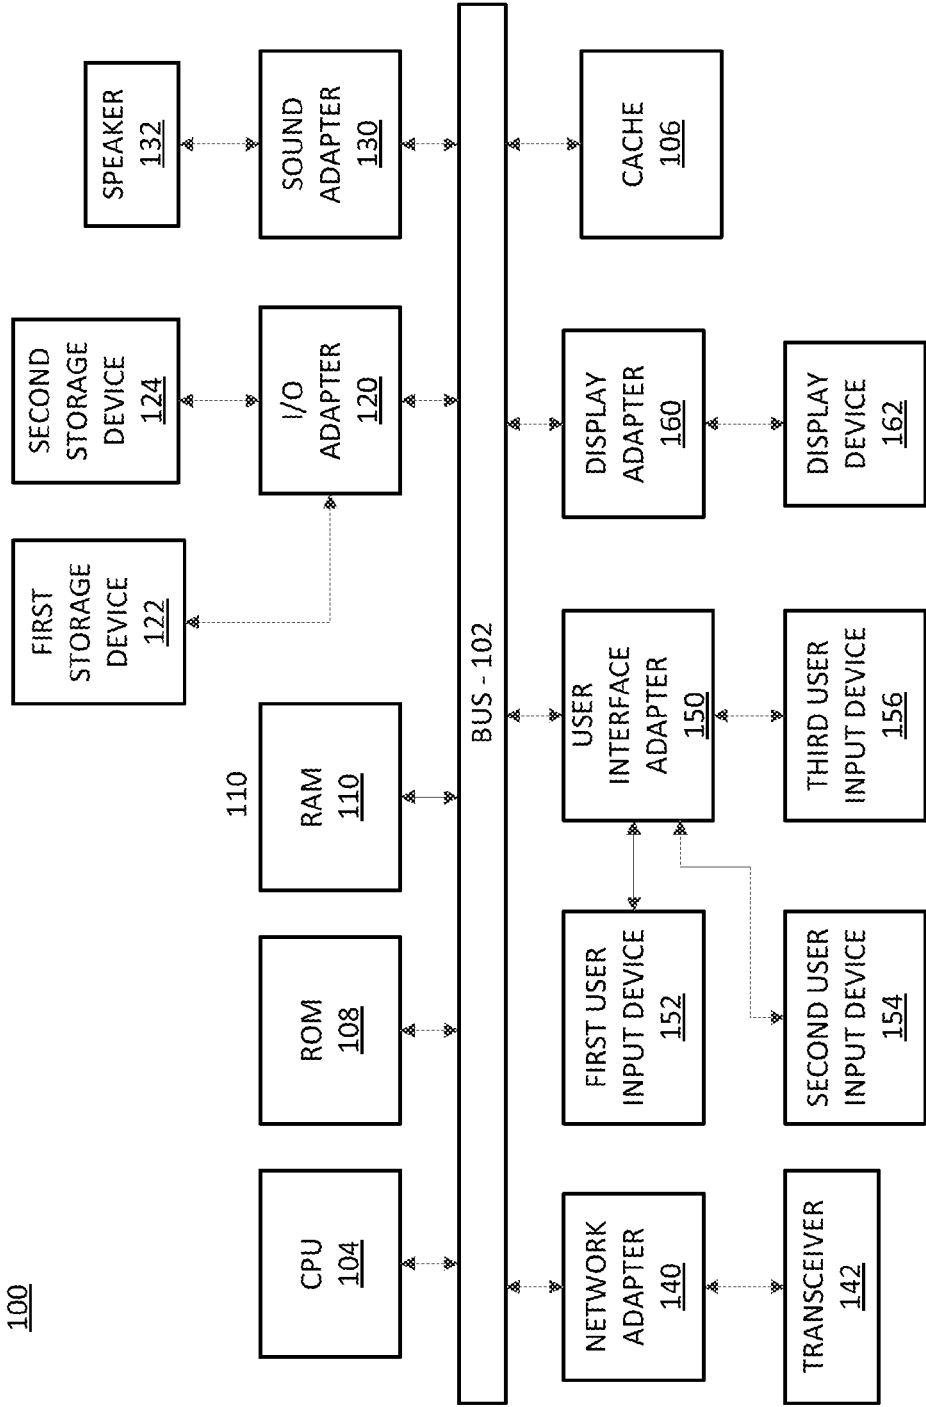 100
FIRST
STORAGE
DEVICE
122
SECOND
STORAGE
DEVICE
124
SPEAKER
132
110
CPU
104
ROM
108
RAM
110
I/O
ADAPTER
120
SOUND
ADAPTER
130
BUS - 102
NETWORK
ADAPTER
140
FIRST USER
INPUT DEVICE
152
USER
INTERFACE
ADAPTER
150
DISPLAY
ADAPTER
160
CACHE
106
TRANSCEIVER
142
SECOND USER
INPUT DEVICE
154
THIRD USER
INPUT DEVICE
156
DISPLAY
DEVICE
162